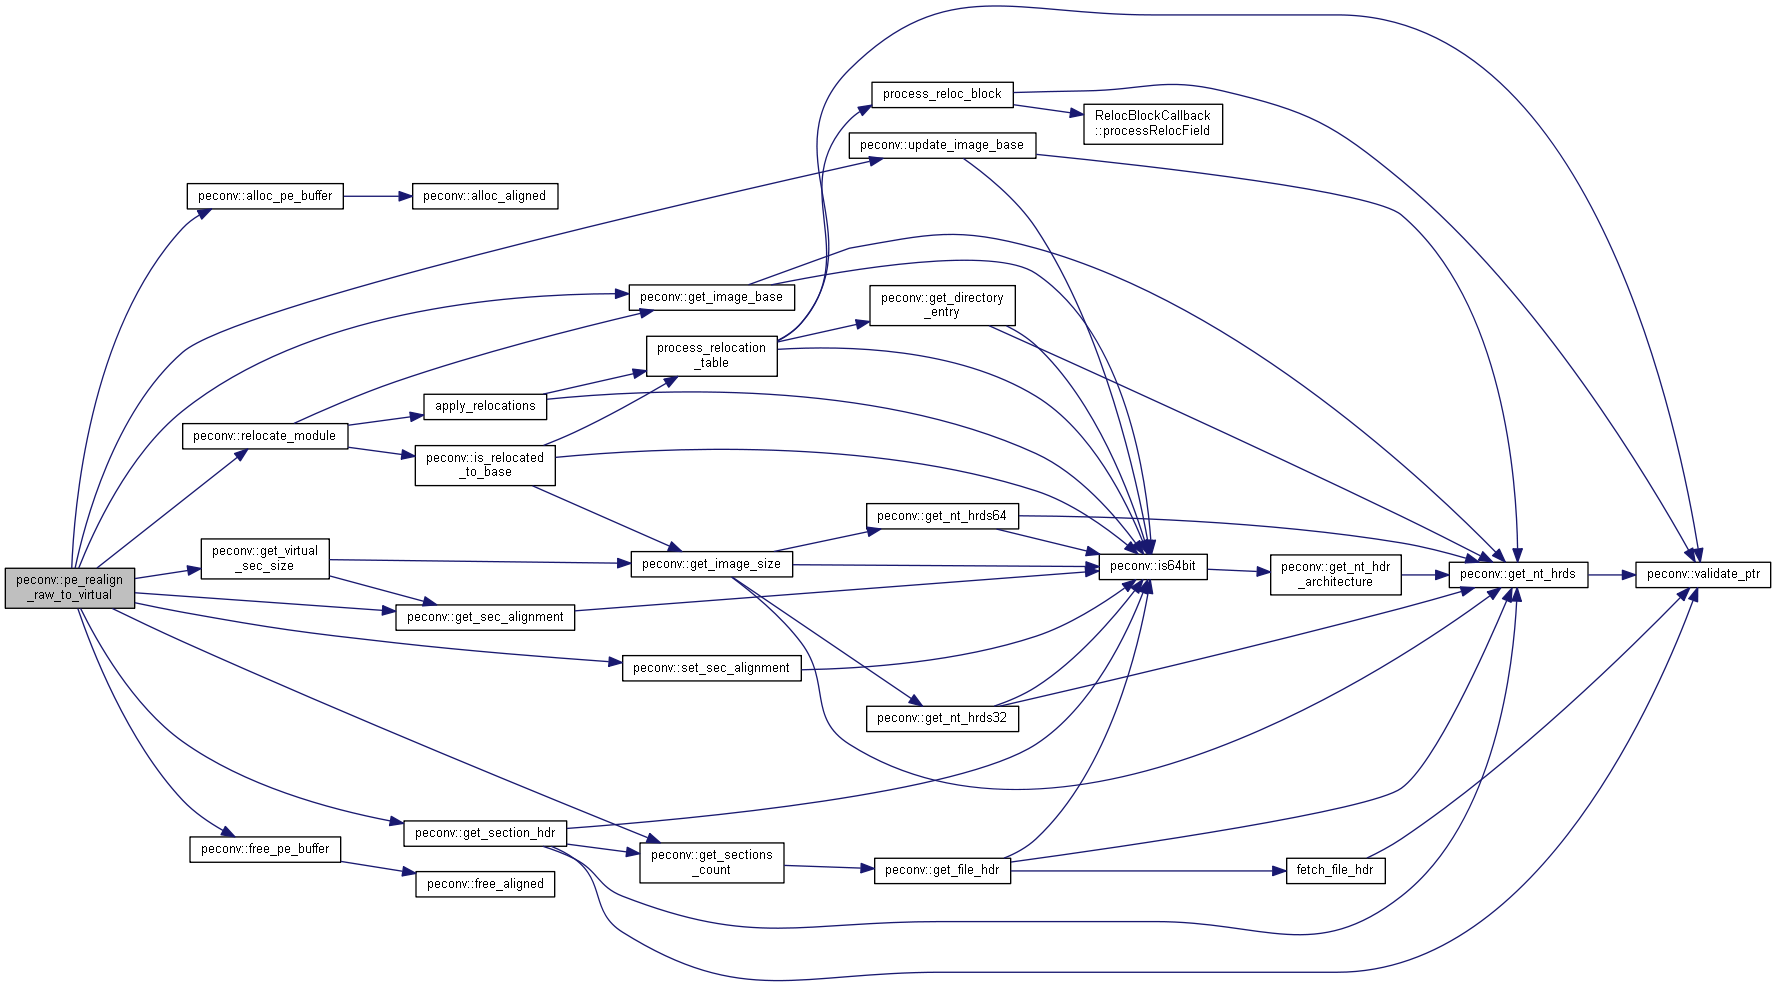 process_reloc_block
RelocBlockCallback
::processRelocField
peconv::update_image_base
peconv::alloc_pe_buffer
peconv::alloc_aligned
peconv::get_image_base
peconv::get_directory
_entry
process_relocation
_table
apply_relocations
peconv::relocate_module
peconv::is_relocated
_to_base
peconv::get_nt_hrds64
peconv::get_virtual
_sec_size
peconv::get_image_size
peconv::is64bit
peconv::get_nt_hdr
_architecture
peconv::get_nt_hrds
peconv::validate_ptr
peconv::pe_realign
_raw_to_virtual
peconv::get_sec_alignment
peconv::set_sec_alignment
peconv::get_nt_hrds32
peconv::get_section_hdr
peconv::free_pe_buffer
peconv::get_sections
_count
peconv::get_file_hdr
fetch_file_hdr
peconv::free_aligned